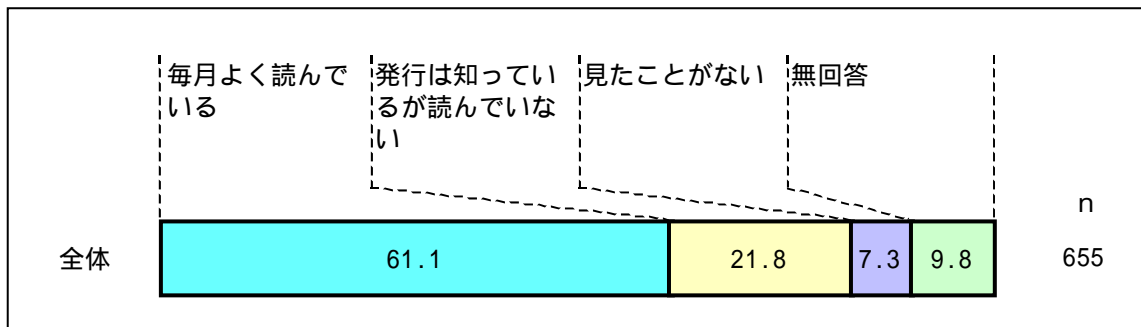 毎月よく読んで
いる
発行は知ってい
るが読んでいな
い
見たことがない
無回答
n
全体
61.1
21.8
7.3
9.8
655